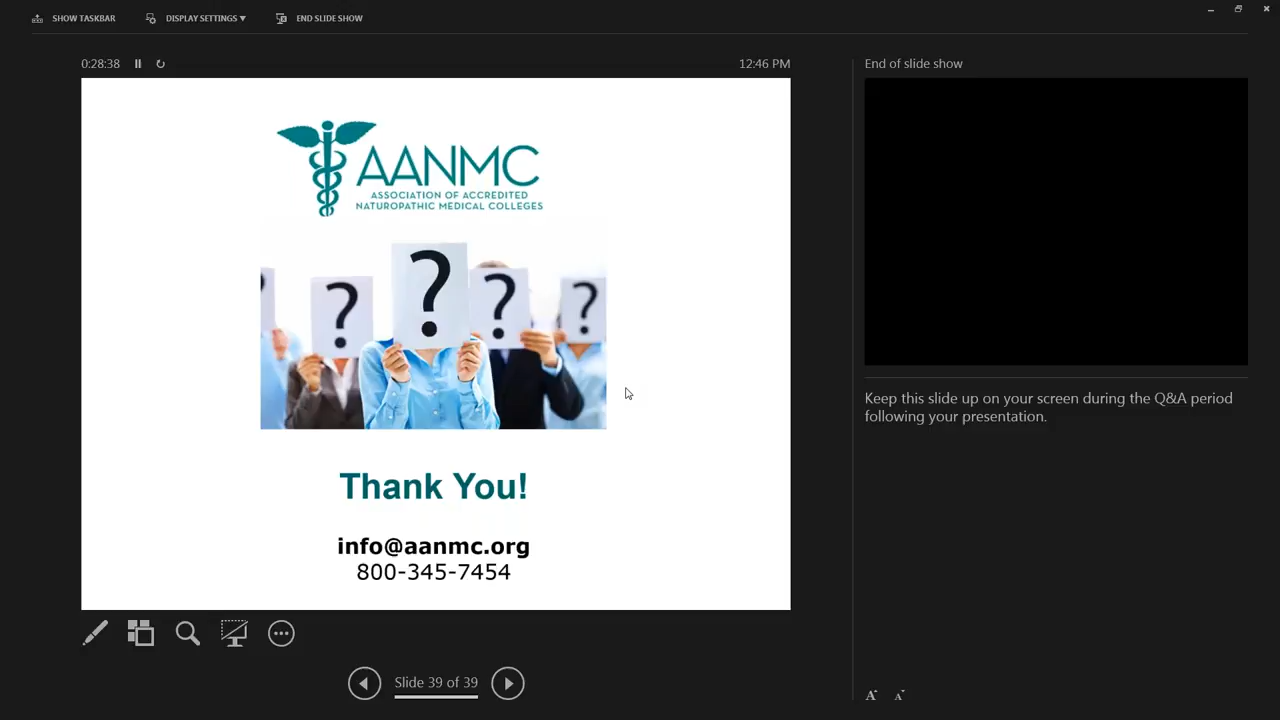 SHOW TASKBAR
DISPLAY SETTINGS ▼
END SLIDE SHOW
0:28:38
12:46 PM
End of slide show
AANMC
ASSOCIATION OF ACCREDITED
NATUROPATHIC MEDICAL COLLEGES
? ? ? ?
Thank You!
info@aanmc.org
800-345-7454
Keep this slide up on your screen during the Q&A period
following your presentation.
Slide 39 of 39
A A